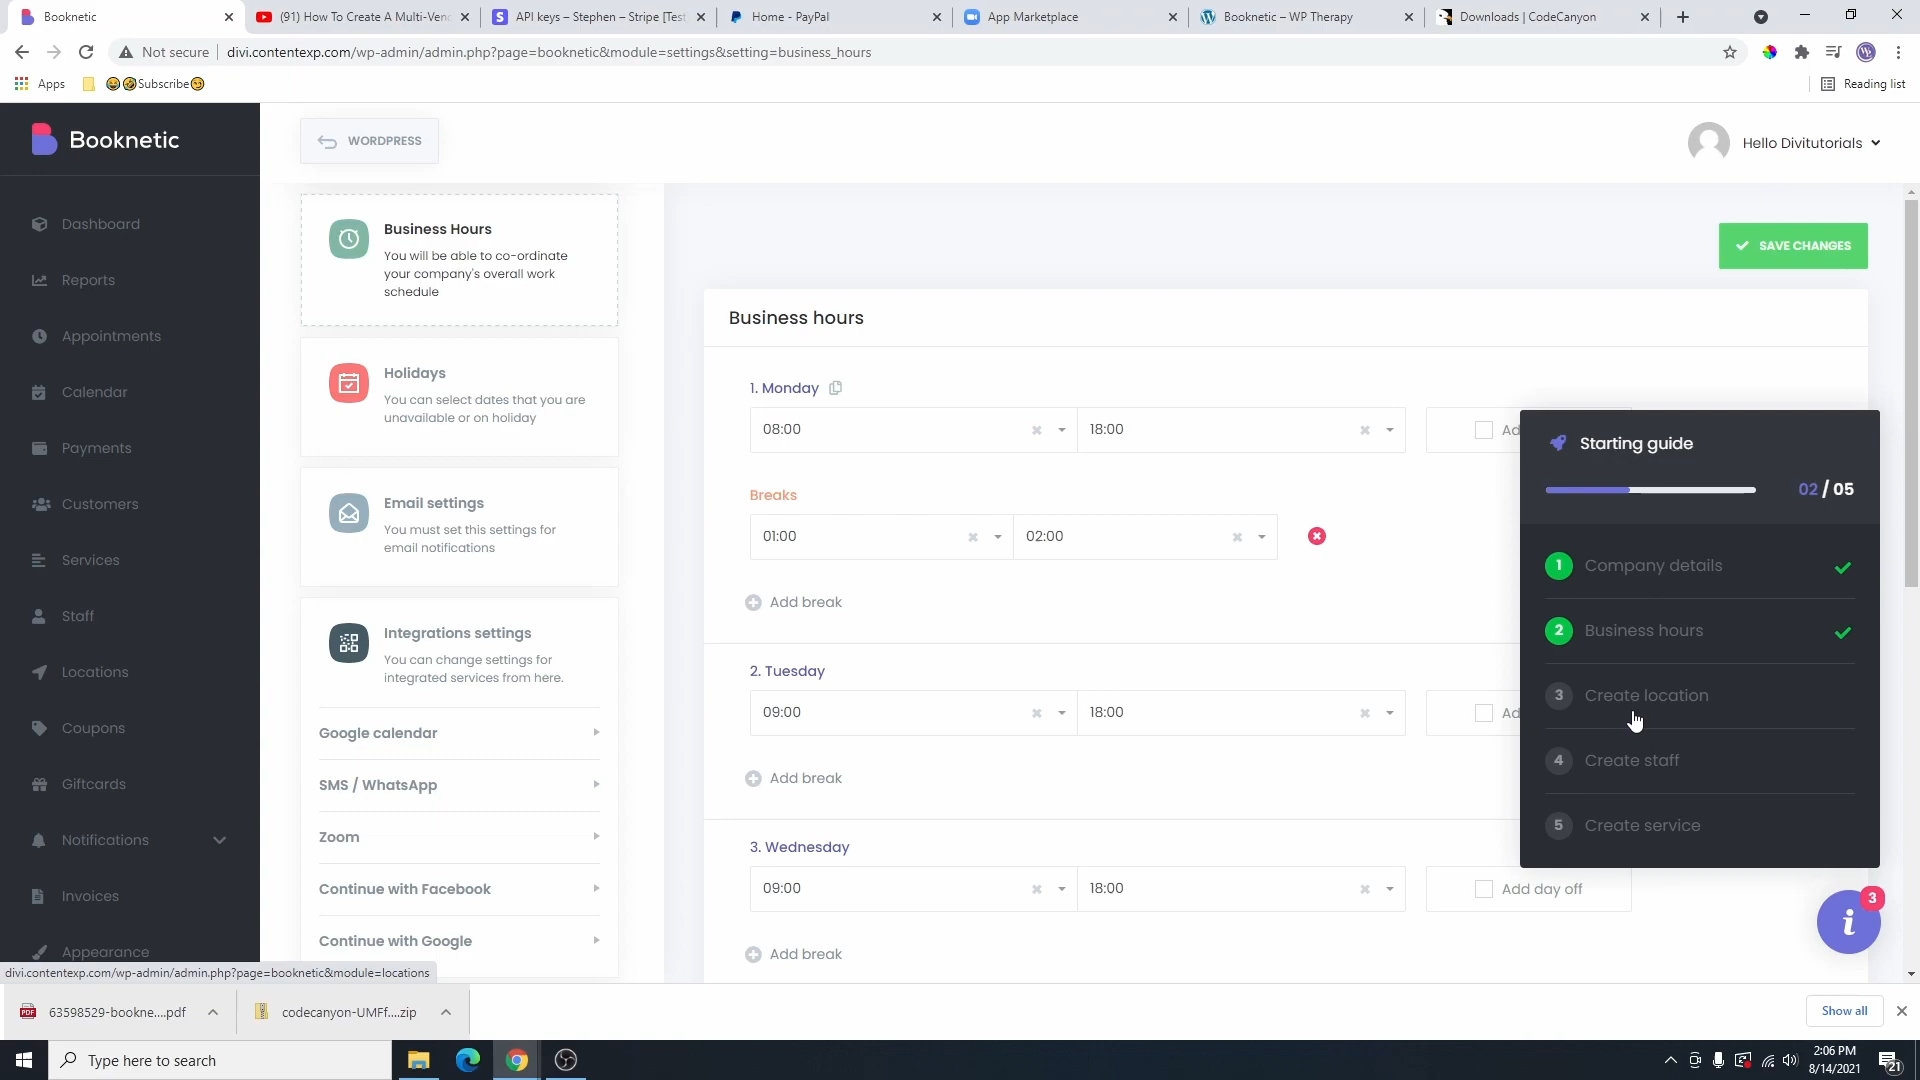 Booknetic
(91) How To Create A Multi-Vend
API keys – Stephen – Stripe [Test
Home - PayPal
App Marketplace
Booknetic – WP Therapy
Downloads | CodeCanyon
Not secure
divi.contentexp.com/wp-admin/admin.php?page=booknetic&module=settings&setting=business_hours
Apps
😄🤣Subscribe😊
Reading list
Booknetic
WORDPRESS
Hello Divitutorials
Dashboard
Reports
Appointments
Calendar
Payments
Customers
Services
Staff
Locations
Coupons
Giftcards
Notifications
Invoices
Appearance
Business Hours
You will be able to co-ordinate
your company's overall work
schedule
Holidays
You can select dates that you are
unavailable or on holiday
Email settings
You must set this settings for
email notifications
Integrations settings
You can change settings for
integrated services from here.
Google calendar
SMS / WhatsApp
Zoom
Continue with Facebook
Continue with Google
SAVE CHANGES
Business hours
1. Monday
08:00
18:00
Ad
Breaks
01:00
02:00
Add break
2. Tuesday
09:00
18:00
Ad
Add break
3. Wednesday
09:00
18:00
Add day off
Add break
Starting guide
02 / 05
1 Company details
2 Business hours
3 Create location
4 Create staff
5 Create service
3
i
divi.contentexp.com/wp-admin/admin.php?page=booknetic&module=locations
PDF
63598529-bookne....pdf
codecanyon-UMFf....zip
Show all
Type here to search
2:06 PM
8/14/2021
21